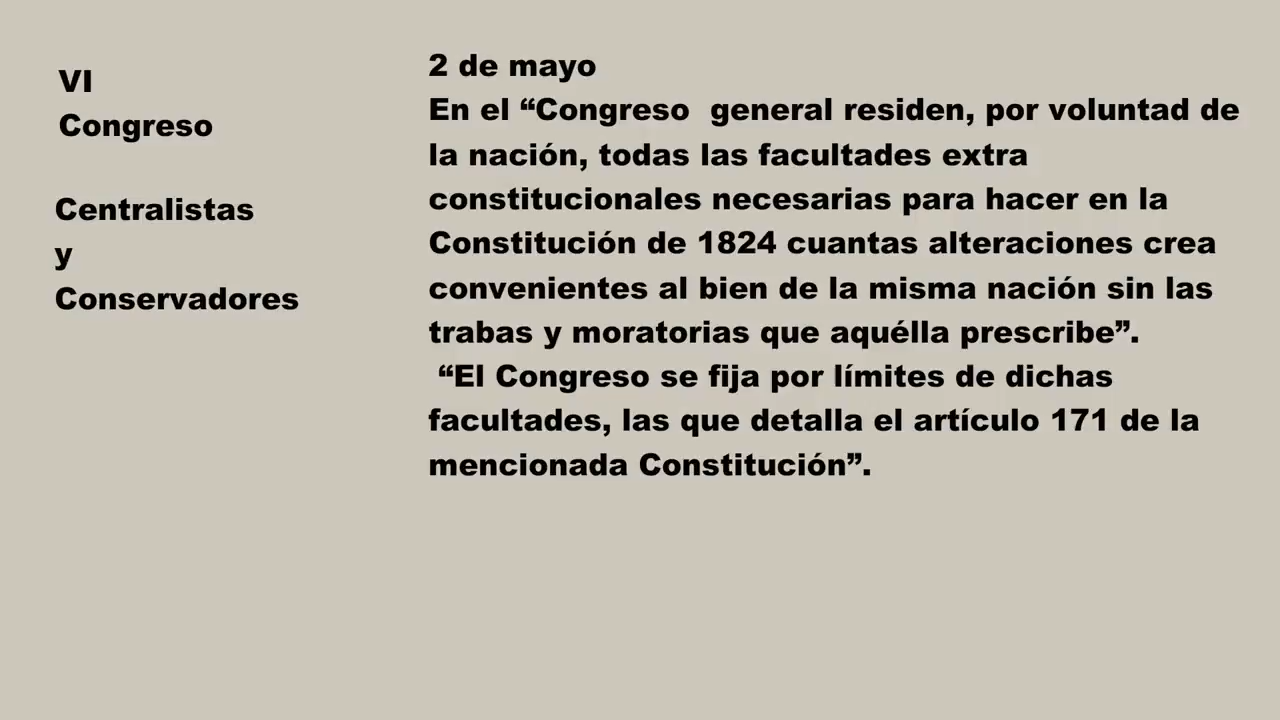 VI
Congreso
Centralistas
y
Conservadores
2 de mayo
En el “Congreso  general residen, por voluntad de
la nación, todas las facultades extra
constitucionales necesarias para hacer en la
Constitución de 1824 cuantas alteraciones crea
convenientes al bien de la misma nación sin las
trabas y moratorias que aquélla prescribe”.
“El Congreso se fija por límites de dichas
facultades, las que detalla el artículo 171 de la
mencionada Constitución”.